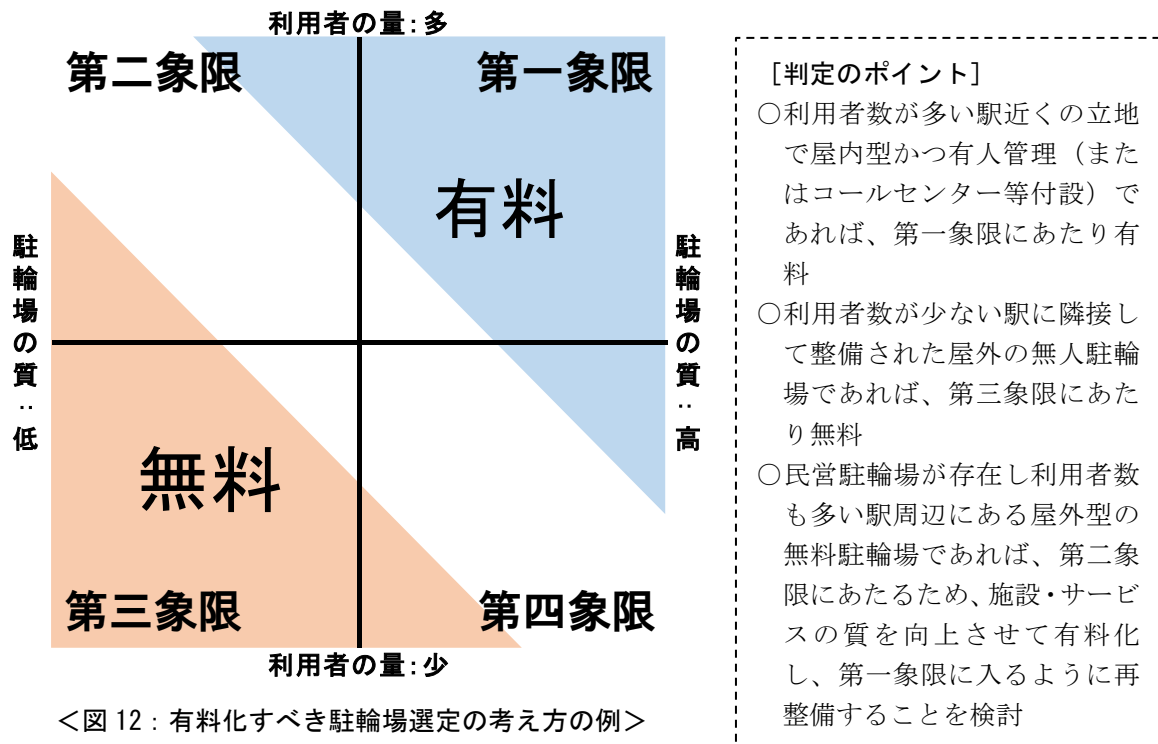 利用者の量:多
第二象限
第一象限
有料
駐輪場の質:低
駐輪場の質:高
無料
第三象限
第四象限
利用者の量:少
<図12:有料化すべき駐輪場選定の考え方の例>
[判定のポイント]
○利用者数が多い駅近くの立地
で屋内型かつ有人管理(また
はコールセンター等付設)で
あれば、第一象限にあたり有
料
○利用者数が少ない駅に隣接し
て整備された屋外の無人駐輪
場であれば、第三象限にあた
り無料
○民営駐輪場が存在し利用者数
も多い駅周辺にある屋外型の
無料駐輪場であれば、第二象
限にあたるため、施設・サービ
スの質を向上させて有料化
し、第一象限に入るように再
整備することを検討